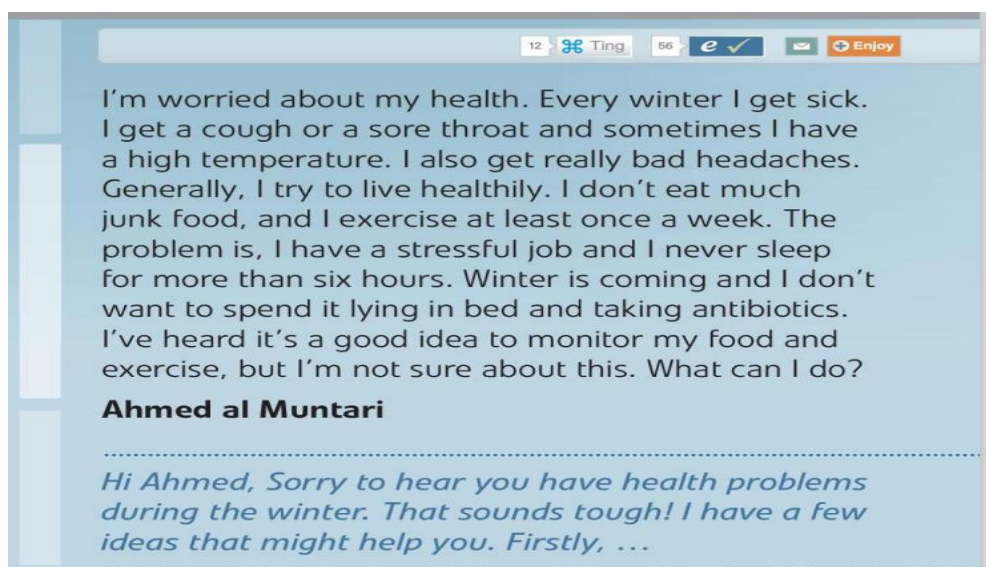 12 Ting 56 e Enjoy
I'm worried about my health. Every winter I get sick.
I get a cough or a sore throat and sometimes I have
a high temperature. I also get really bad headaches.
Generally, I try to live healthily. I don't eat much
junk food, and I exercise at least once a week. The
problem is, I have a stressful job and I never sleep
for more than six hours. Winter is coming and I don't
want to spend it lying in bed and taking antibiotics.
I've heard it's a good idea to monitor my food and
exercise, but I'm not sure about this. What can I do?
Ahmed al Muntari
Hi Ahmed, Sorry to hear you have health problems
during the winter. That sounds tough! I have a few
ideas that might help you. Firstly, ...